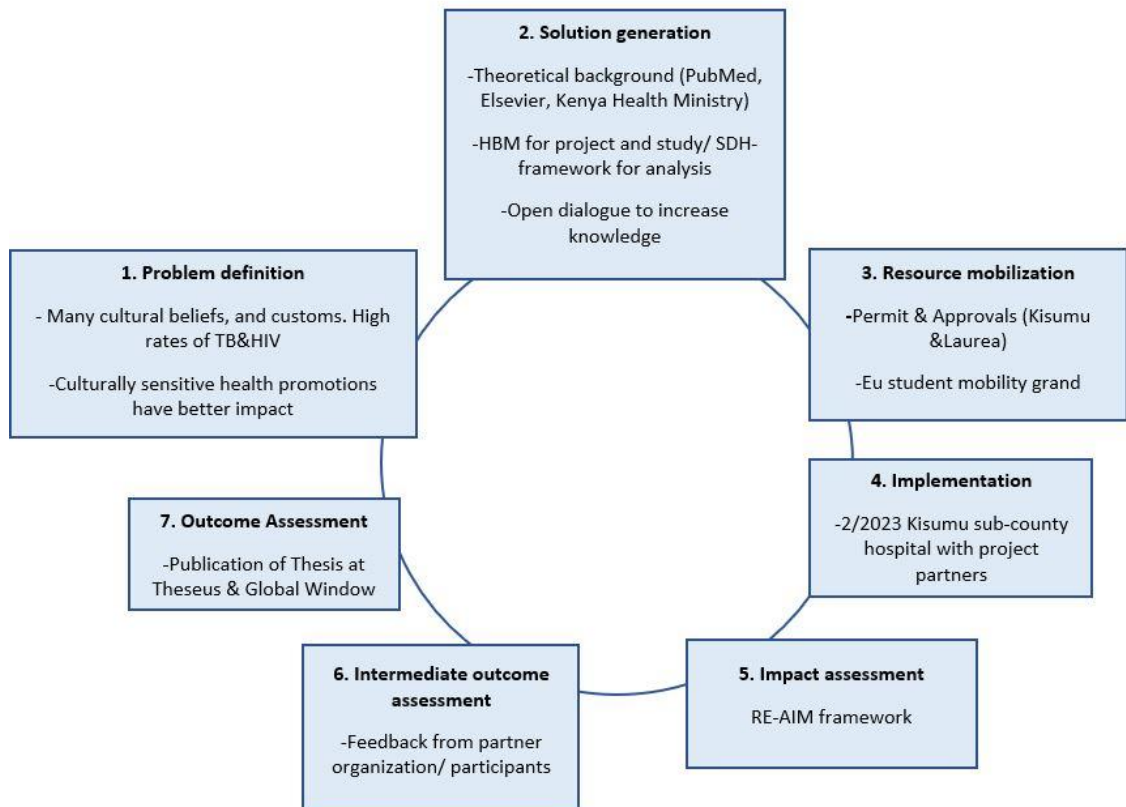 2. Solution generation
-Theoretical background (PubMed,
Elsevier, Kenya Health Ministry)
-HBM for project and study/ SDH-
framework for analysis
-Open dialogue to increase
knowledge
1. Problem definition
- Many cultural beliefs, and customs. High
rates of TB&HIV
-Culturally sensitive health promotions
have better impact
3. Resource mobilization
-Permit & Approvals (Kisumu
&Laurea)
-Eu student mobility grand
4. Implementation
-2/2023 Kisumu sub-county
hospital with project
partners
7. Outcome Assessment
-Publication of Thesis at
Theseus & Global Window
6. Intermediate outcome
assessment
-Feedback from partner
organization/ participants
5. Impact assessment
RE-AIM framework